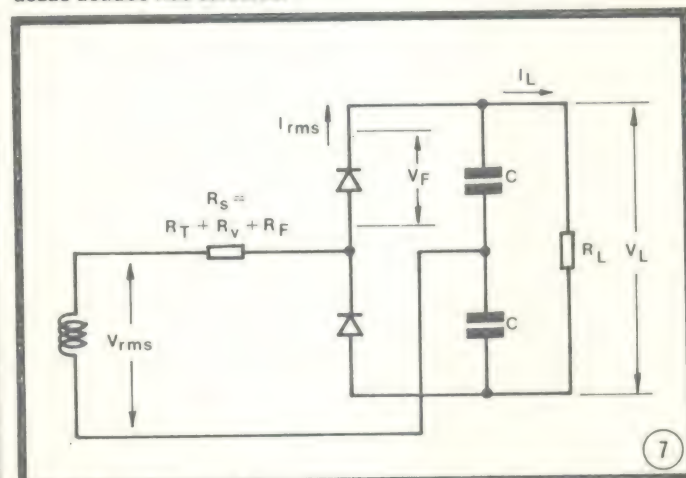 I_L
I_rms
V_F
C
R_S =
R_T + R_V + R_F
R_L
V_L
V_rms
C
7